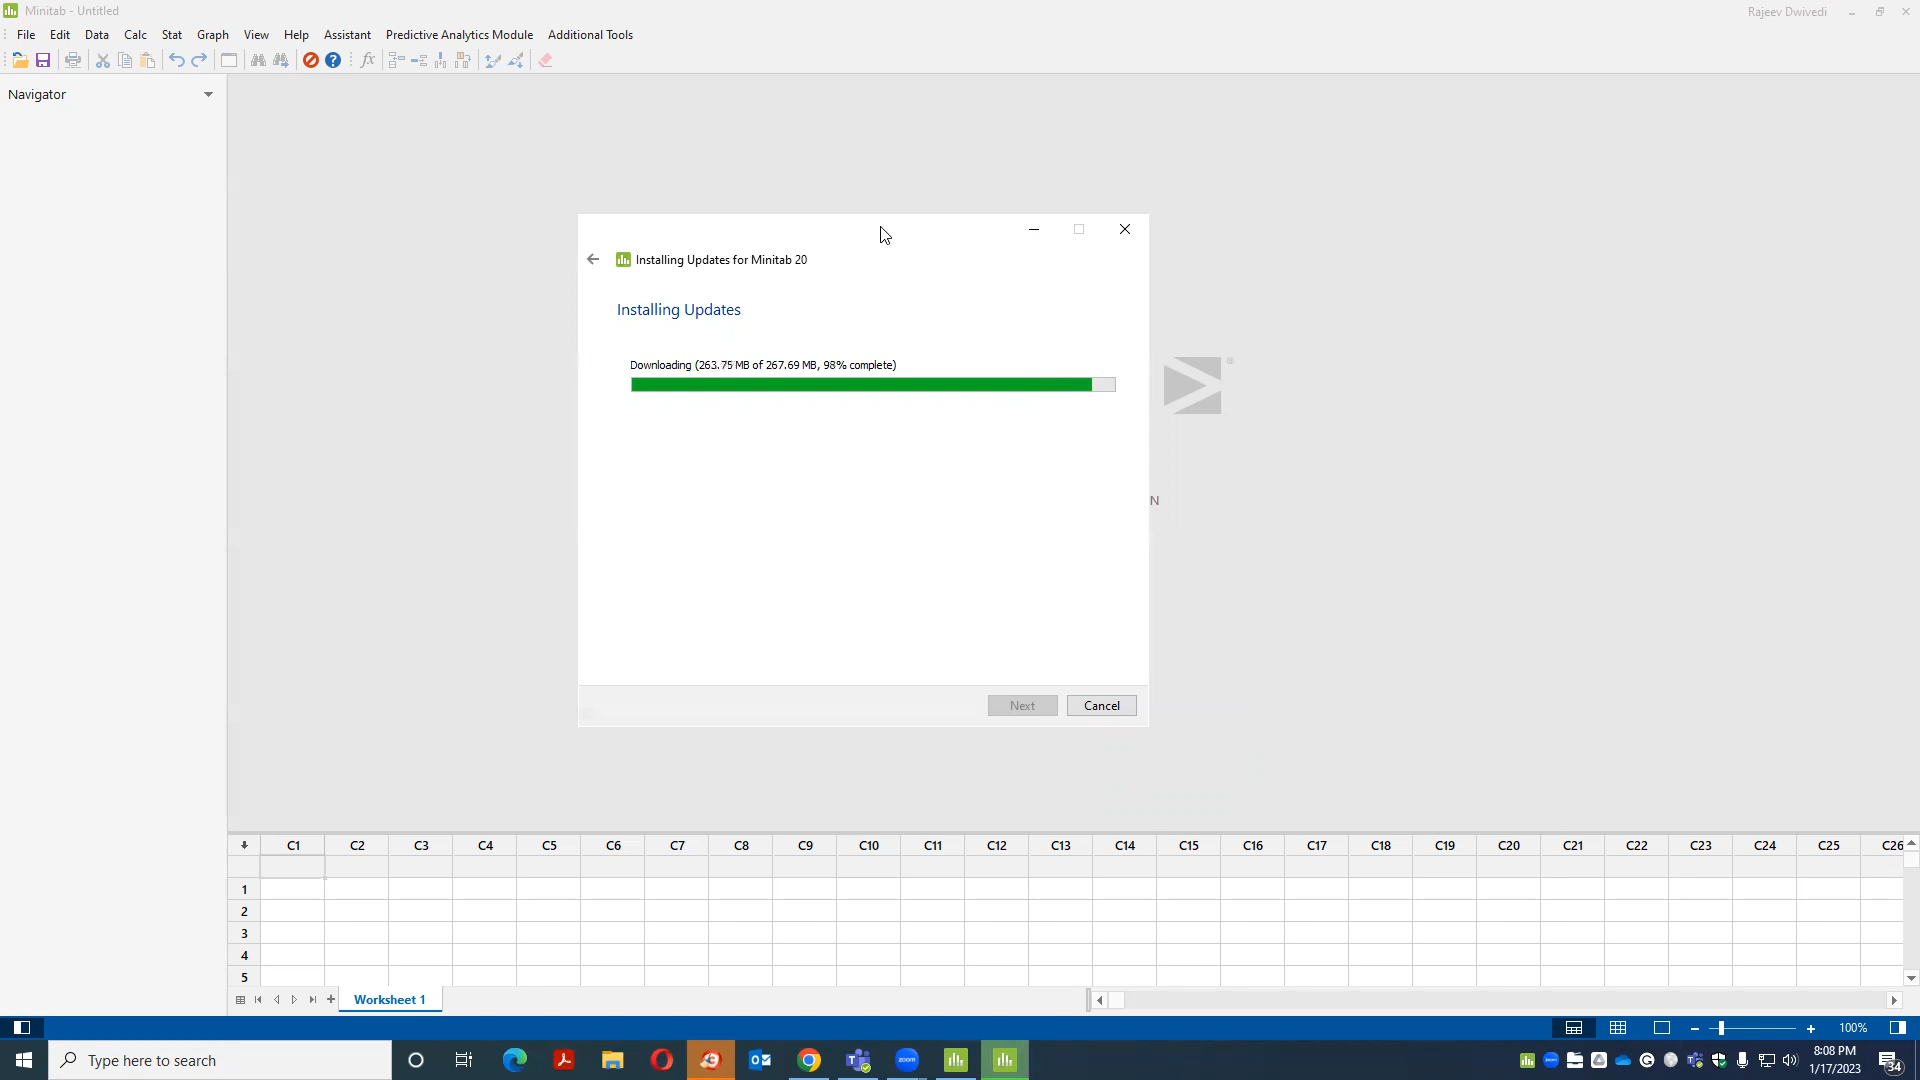 Minitab - Untitled
Rajeev Dwivedi
File Edit Data Calc Stat Graph View Help Assistant Predictive Analytics Module Additional Tools
Navigator
Installing Updates for Minitab 20
Installing Updates
Downloading (263.75 MB of 267.69 MB, 98% complete)
N
Next Cancel
C1 C2 C3 C4 C5 C6 C7 C8 C9 C10 C11 C12 C13 C14 C15 C16 C17 C18 C19 C20 C21 C22 C23 C24 C25 C26
1
2
3
4
5
Worksheet 1
100%
Type here to search
zoom
8:08 PM
1/17/2023
34